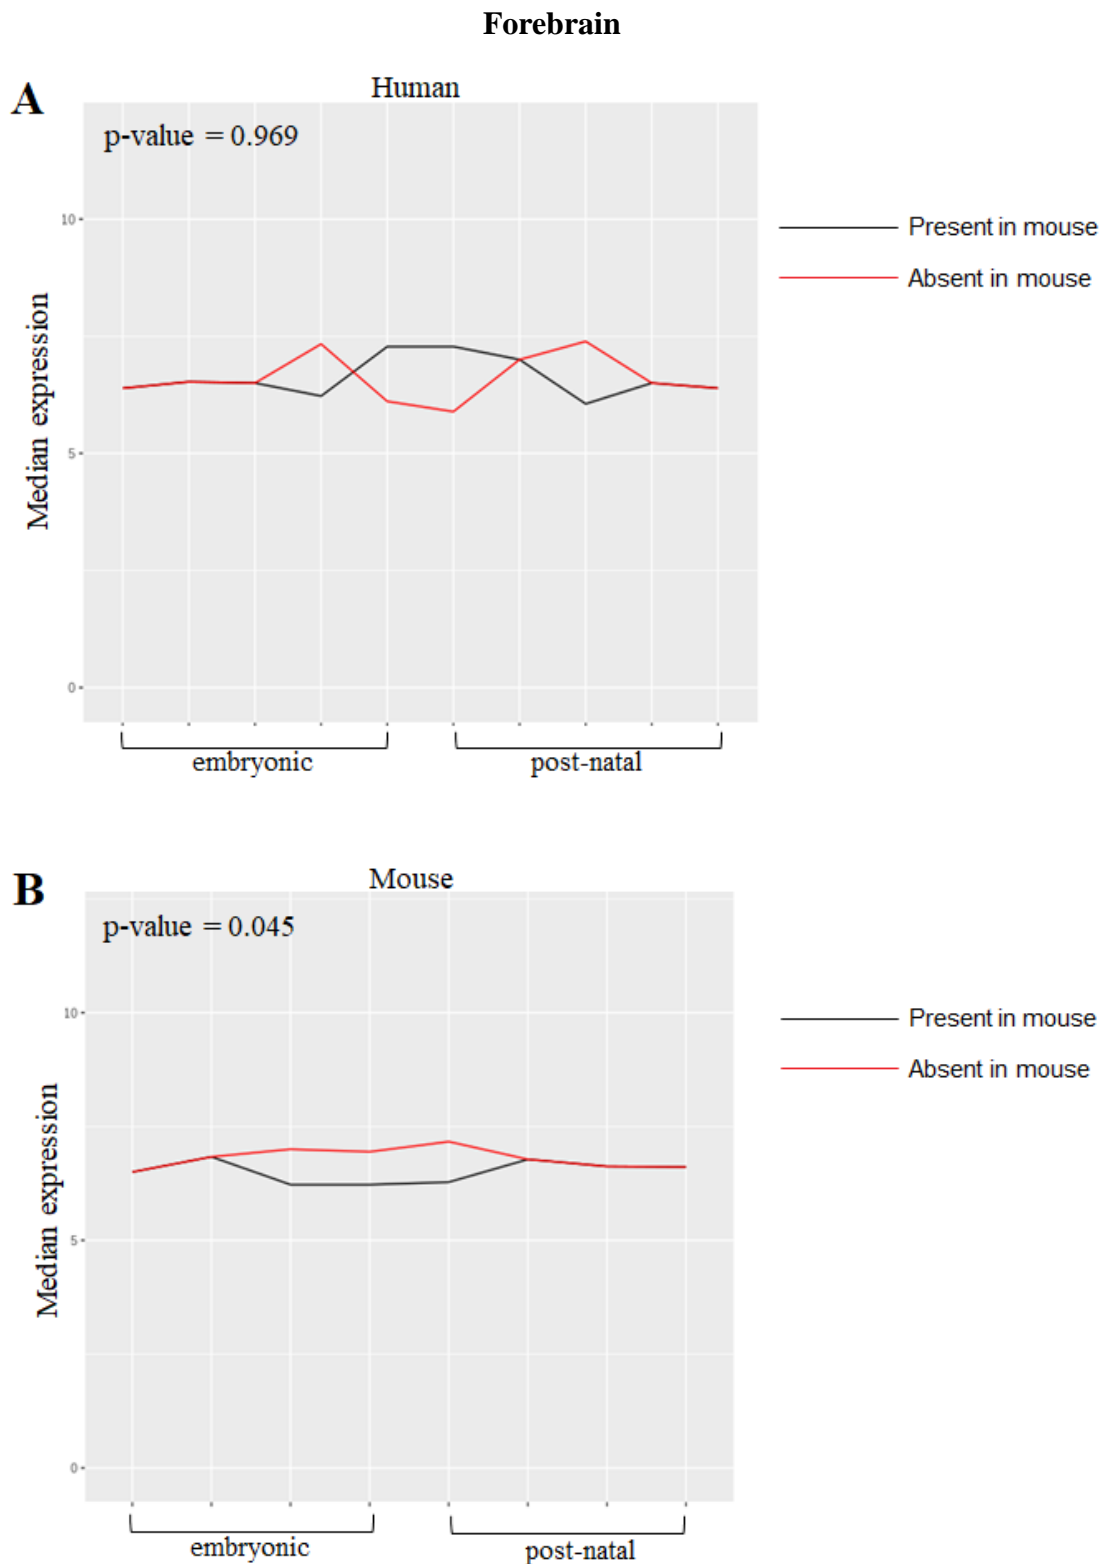 Forebrain
A
Human
p-value = 0.969
10
5
0
Median expression
embryonic
post-natal
Present in mouse
Absent in mouse
B
Mouse
p-value = 0.045
10
5
0
Median expression
embryonic
post-natal
Present in mouse
Absent in mouse